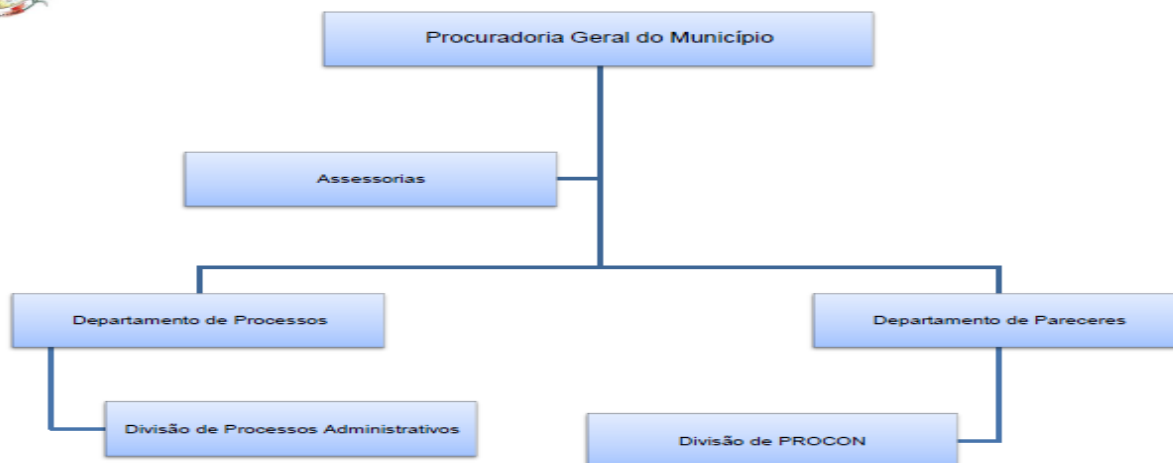 Procuradoria Geral do Município
Assessorias
Departamento de Processos
Departamento de Pareceres
Divisão de Processos Administrativos
Divisão de PROCON